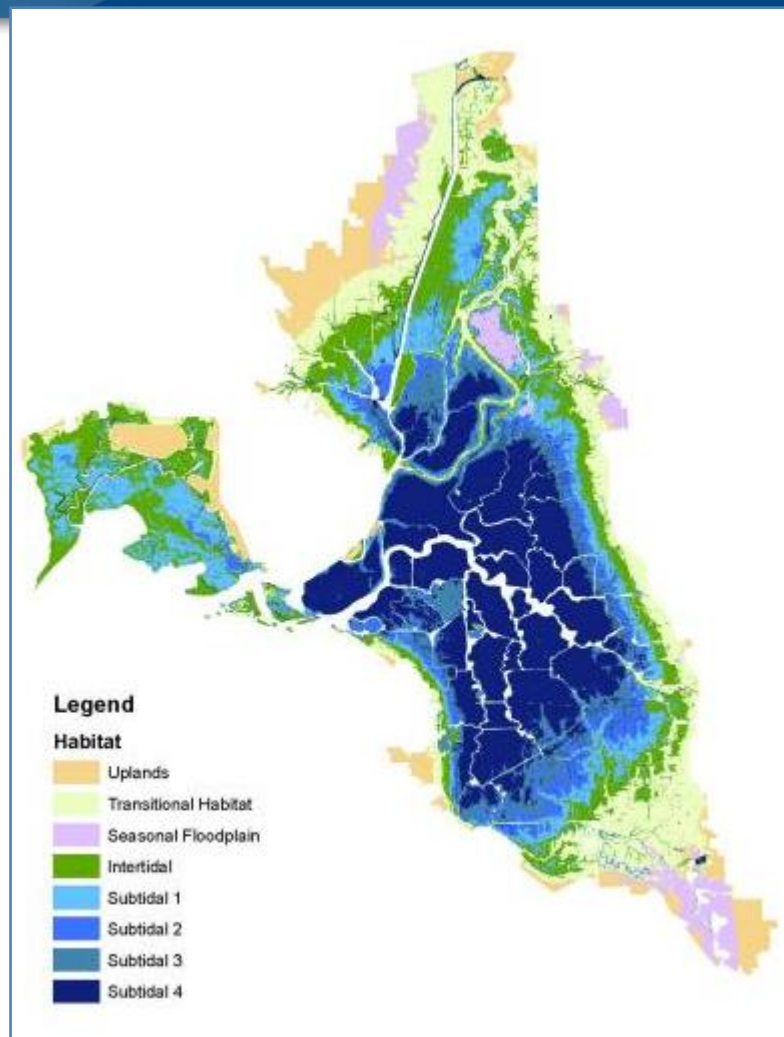 Legend
Habitat
Uplands
Transitional Habitat
Seasonal Floodplain
Intertidal
Subtidal 1
Subtidal 2
Subtidal 3
Subtidal 4